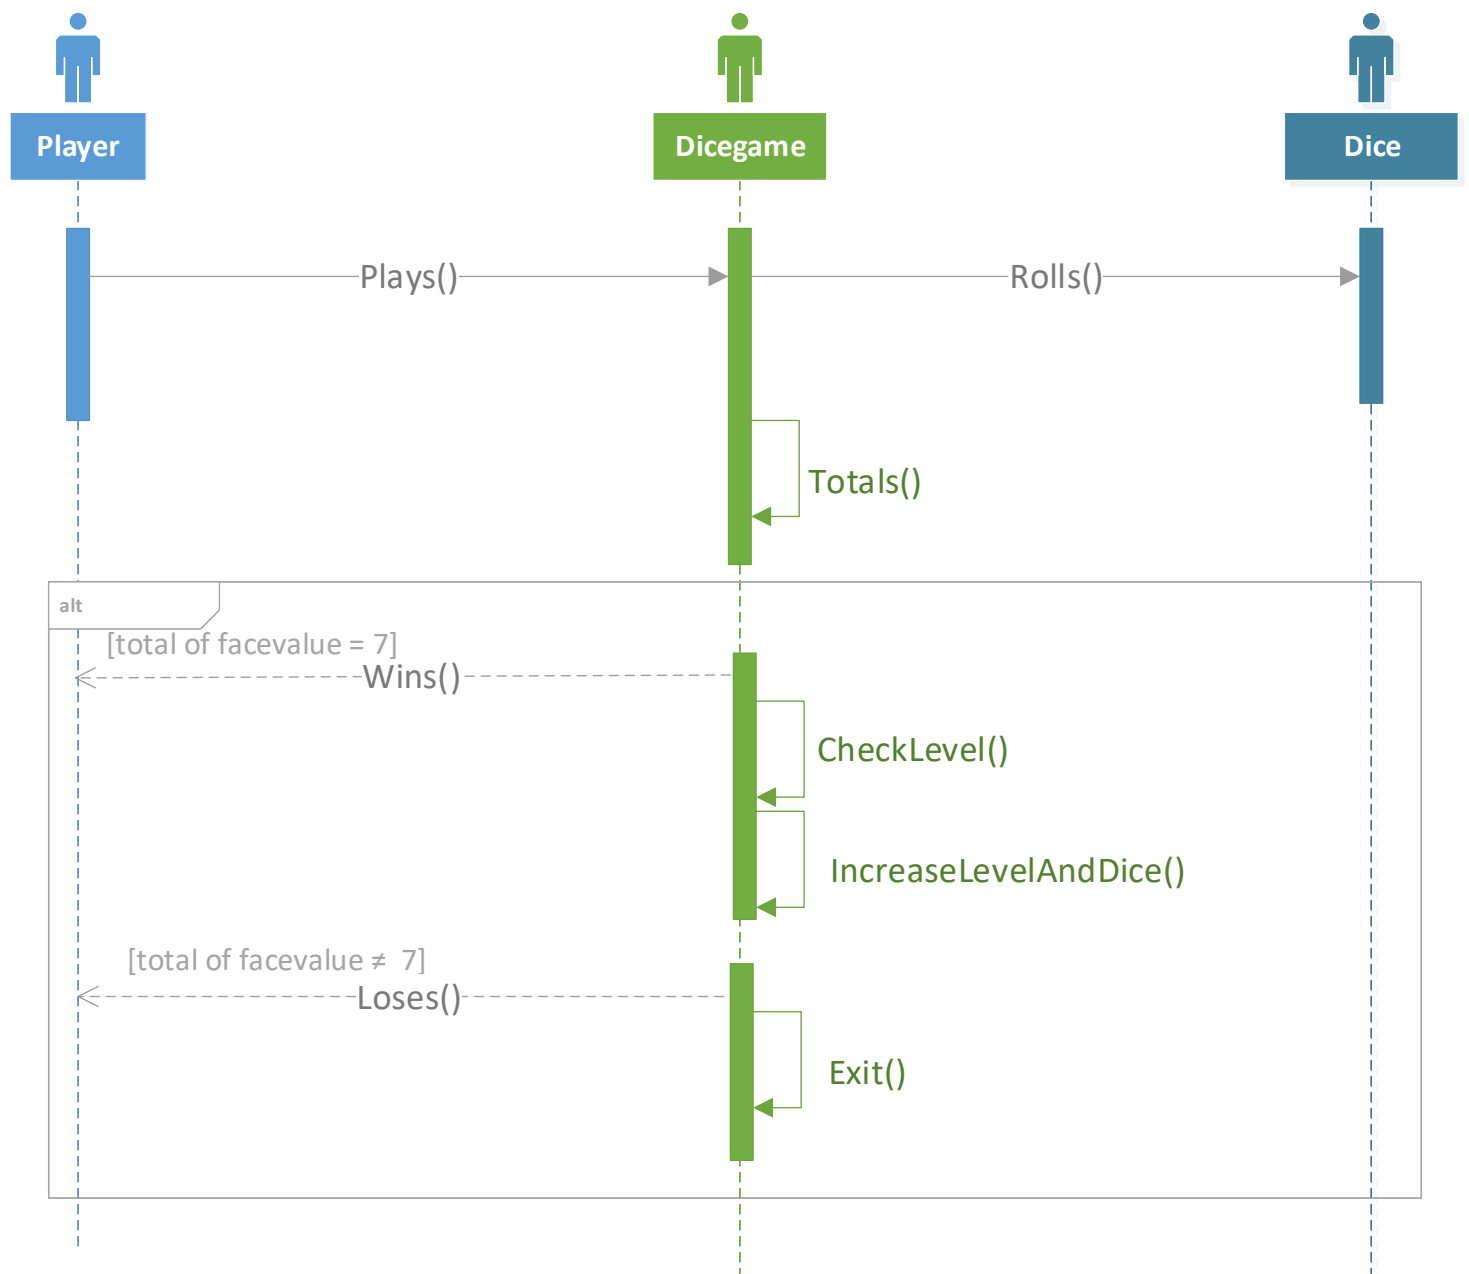 Player
Dicegame
Dice
Plays()
Rolls()
Totals()
alt
[total of facevalue = 7]
Wins()
CheckLevel()
IncreaseLevelAndDice()
[total of facevalue ≠  7]
Loses()
Exit()